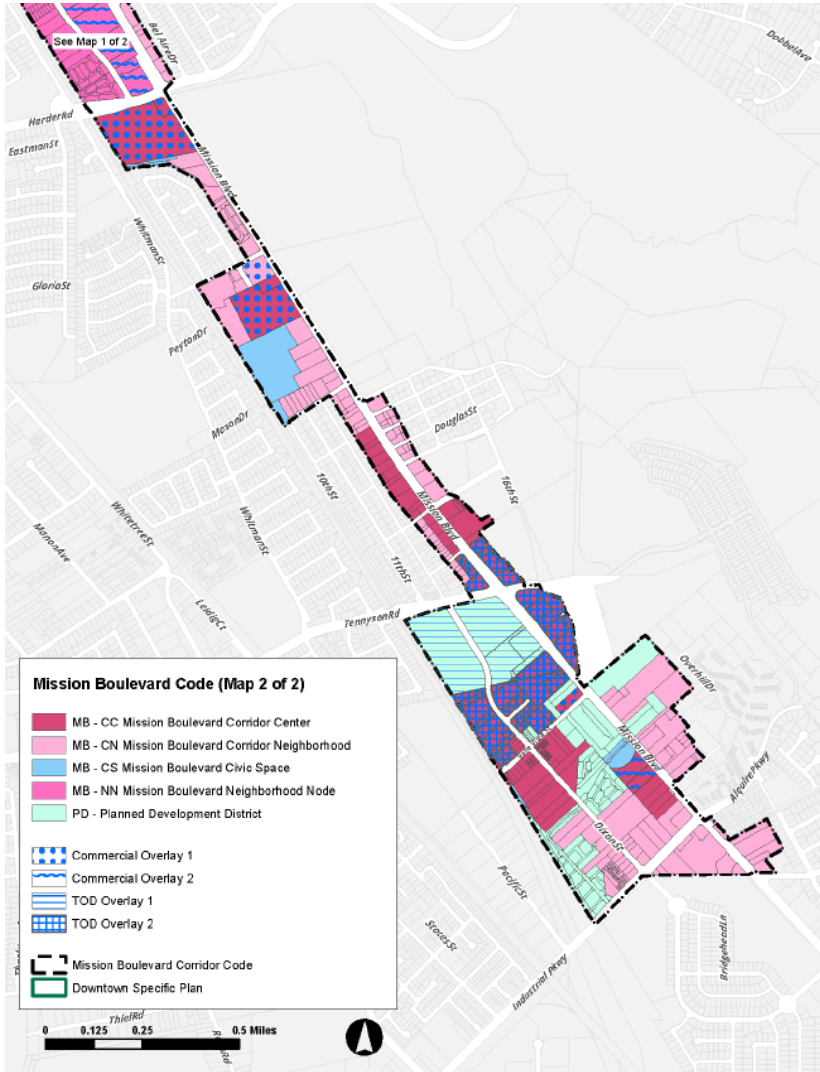 See Map 1 of 2
Bel Aire Dr
Dobbel Ave
Harder Rd
Eastman St
Mission Blvd
Whitman St
Gloria St
Peyton Dr
Mason Dr
Douglas St
10th St
16th St
Mission Blvd
Whitman St
Whitetree St
Manon Ave
11th St
Leidig Ct
Tennyson Rd
Overhill Dr
Mission Blvd
Alquire Pkwy
Dixon St
Pacific St
Stacess St
Industrial Pkwy
Bridgehead Ln
Mission Boulevard Code (Map 2 of 2)
MB - CC Mission Boulevard Corridor Center
MB - CN Mission Boulevard Corridor Neighborhood
MB - CS Mission Boulevard Civic Space
MB - NN Mission Boulevard Neighborhood Node
PD - Planned Development District
Commercial Overlay 1
Commercial Overlay 2
TOD Overlay 1
TOD Overlay 2
Mission Boulevard Corridor Code
Downtown Specific Plan
Thiel Rd
0 0.125 0.25 0.5 Miles